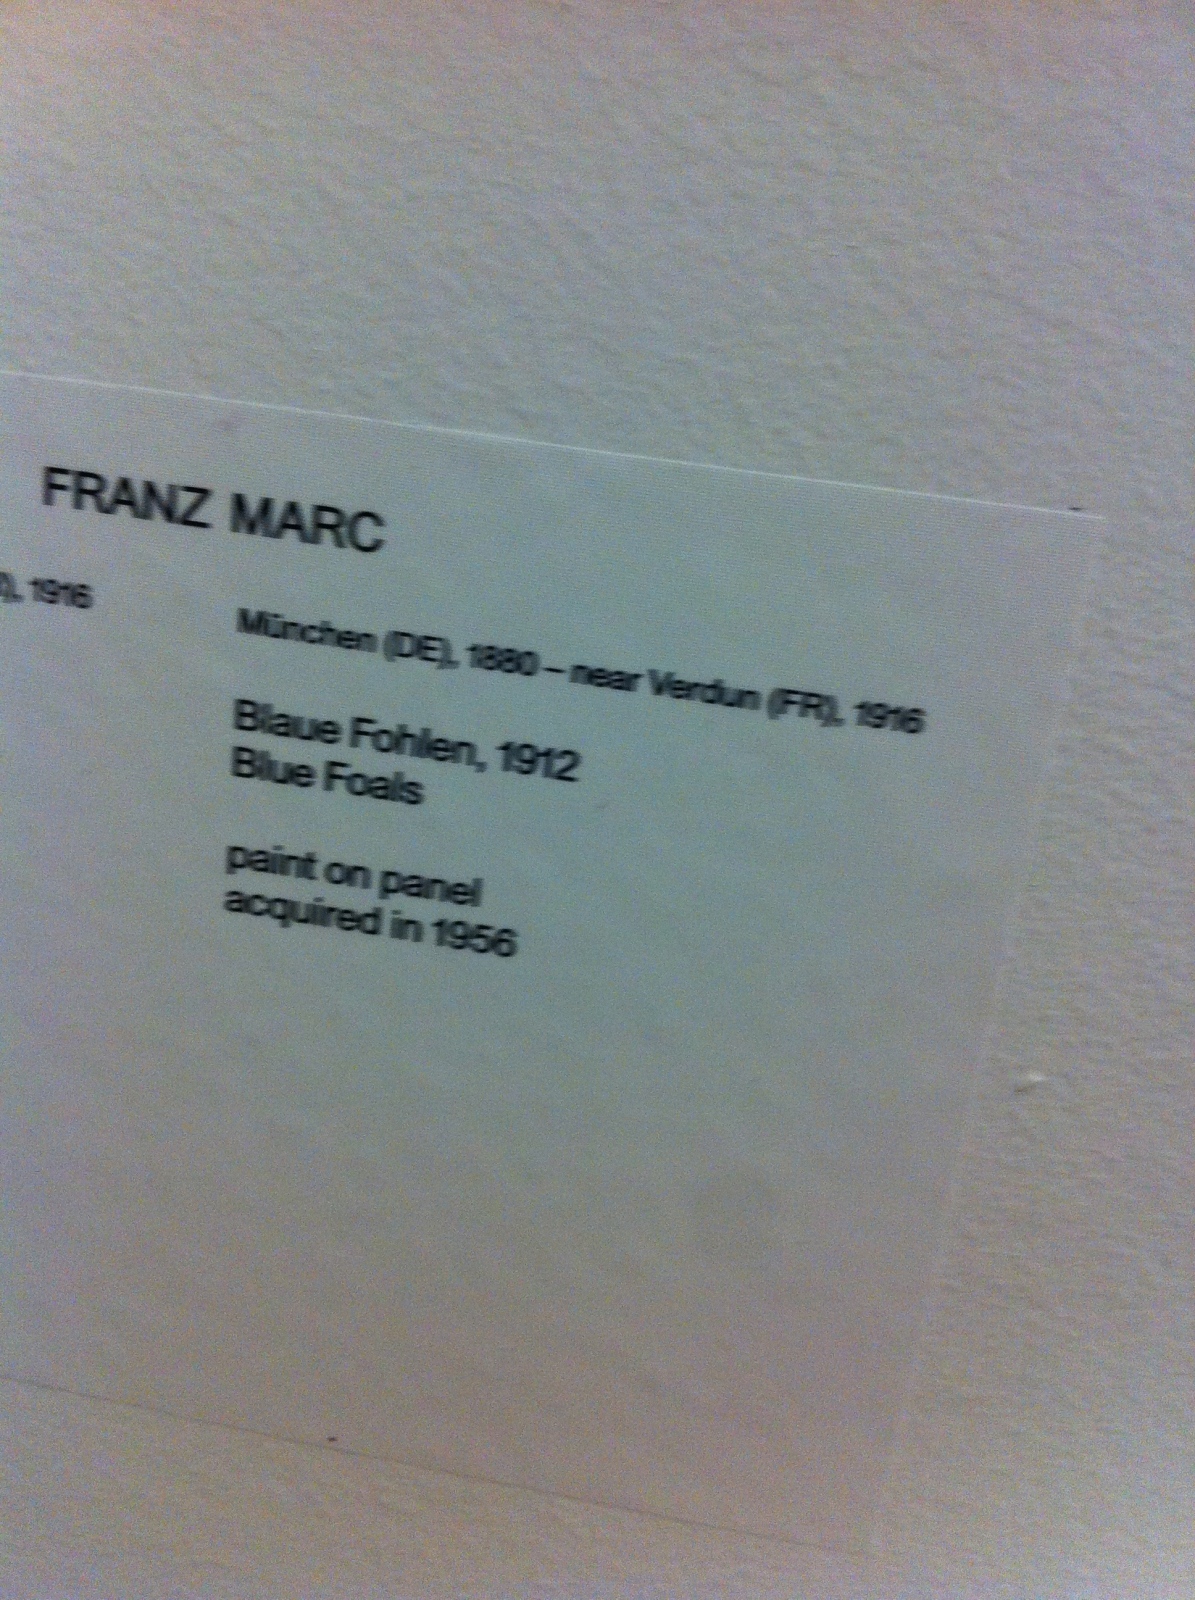 FRANZ MARC
), 1916
München (DE), 1880 – near Verdun (FR), 1916
Blaue Fohlen, 1912
Blue Foals
paint on panel
acquired in 1956